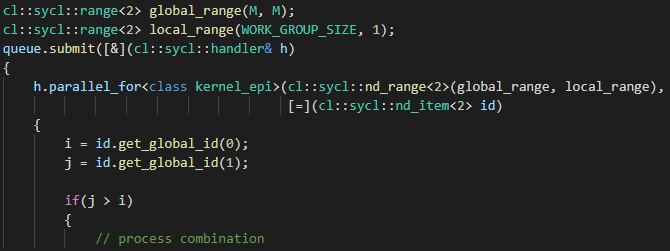 cl::sycl::range<2> global_range(M, M);
cl::sycl::range<2> local_range(WORK_GROUP_SIZE, 1);
queue.submit([&](cl::sycl::handler& h)
{
h.parallel_for<class kernel_epi>(cl::sycl::nd_range<2>(global_range, local_range),
[=](cl::sycl::nd_item<2> id)
{
i = id.get_global_id(0);
j = id.get_global_id(1);
if(j > i)
{
// process combination